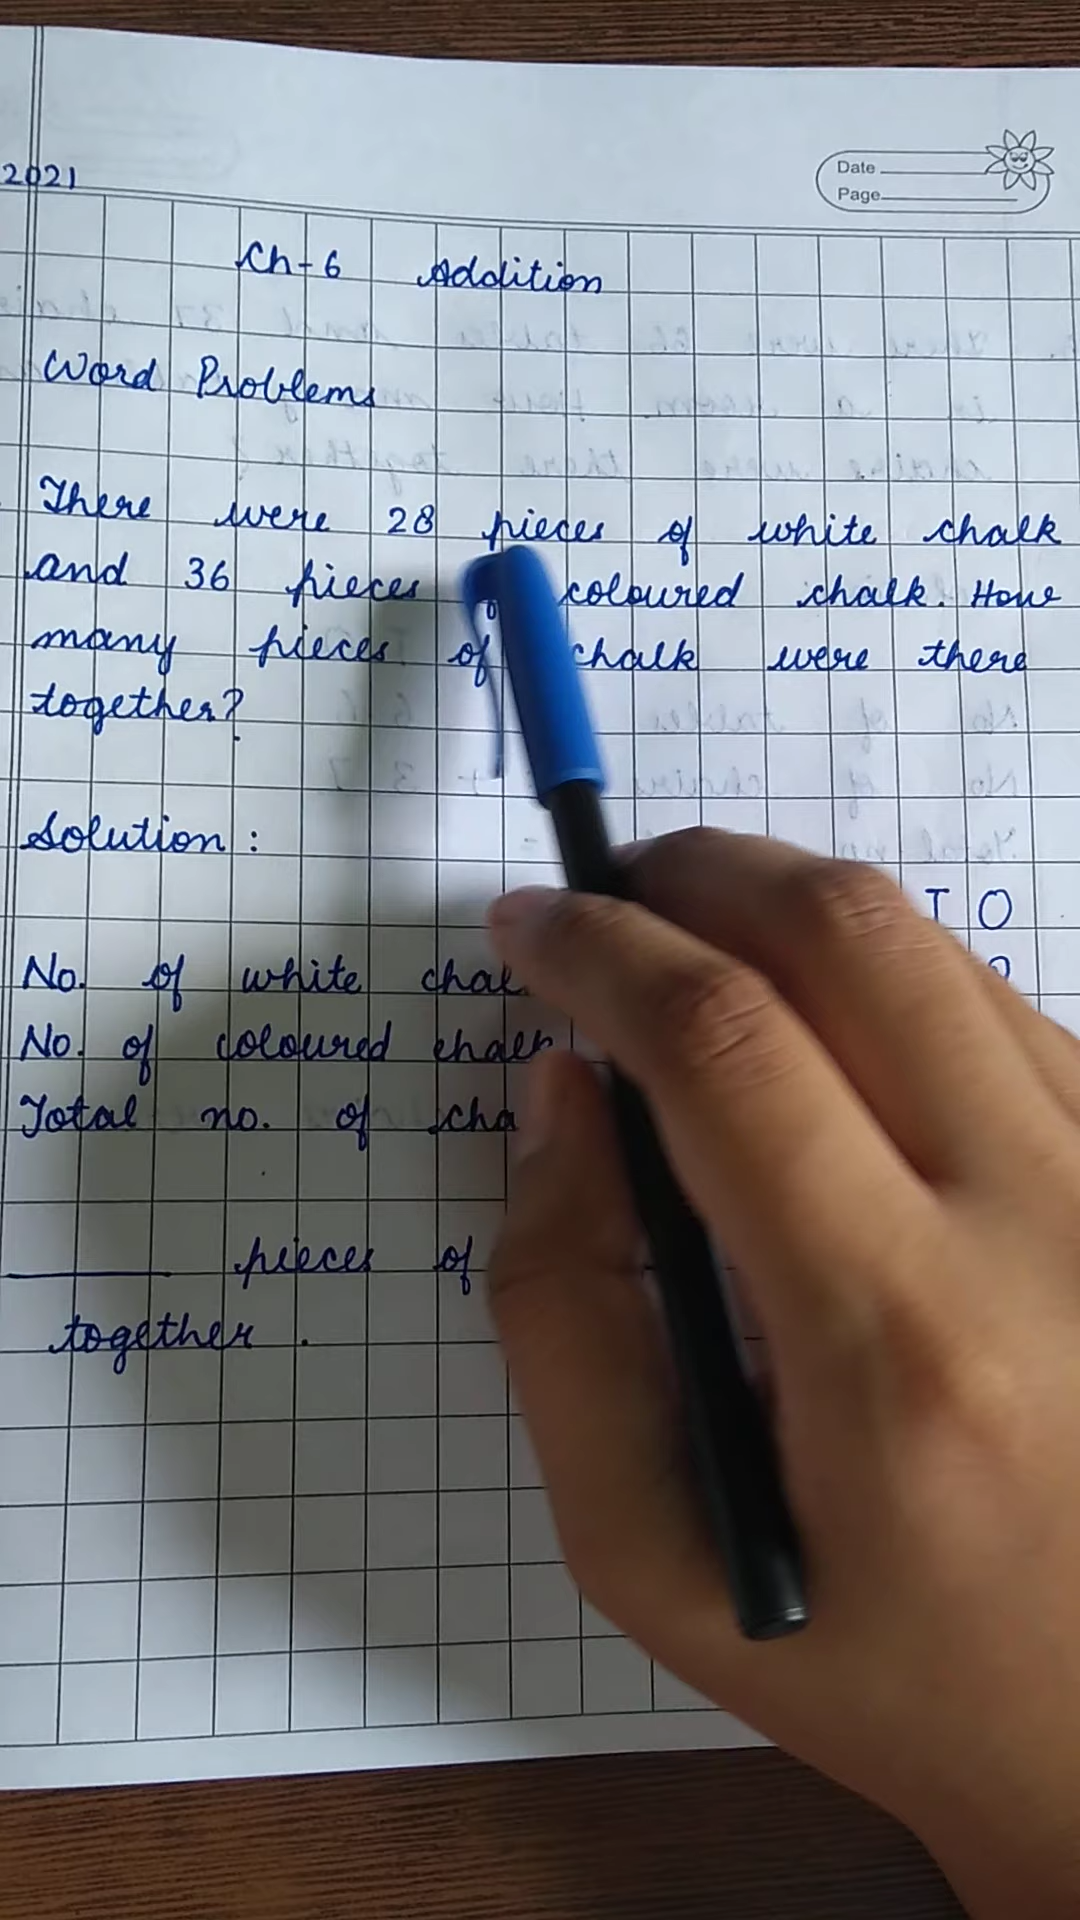 2021
Date
Page
Ch-6 Addition
Word Problems
There were 28 pieces of white chalk
and 36 pieces coloured chalk. How
many pieces of chalk were there
together?
Solution:
T O
No. of white
No. of coloured
Total no. of
pieces of
together.